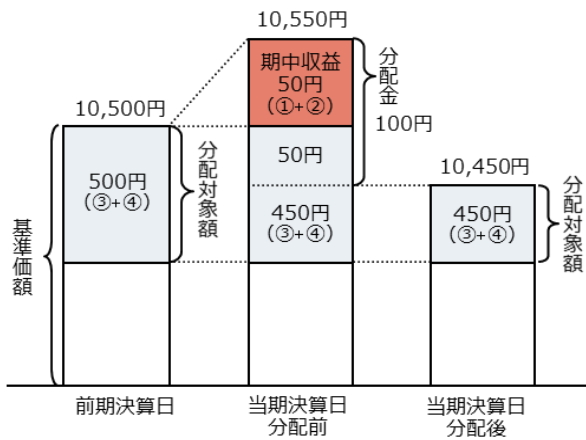 10,550円
期中収益
50円
(①+②)
分配金
100円
10,500円
500円
(③+④)
分配対象額
50円
450円
(③+④)
10,450円
450円
(③+④)
分配対象額
基準価額
前期決算日
当期決算日
分配前
当期決算日
分配後